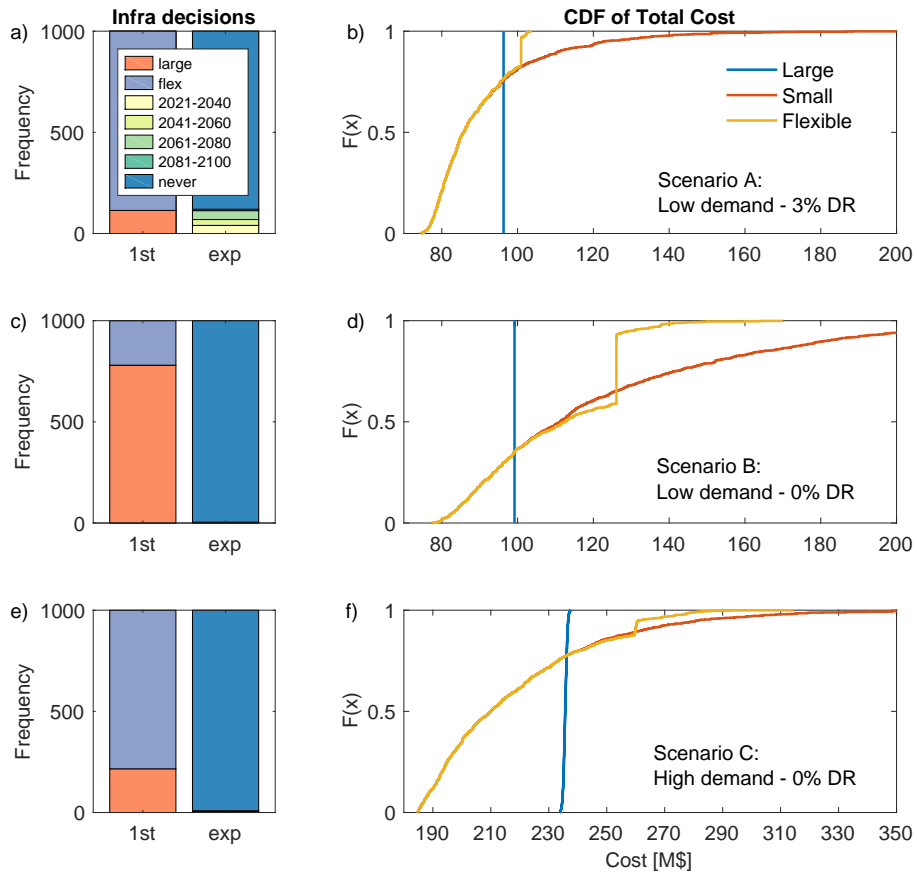 Infra decisions
CDF of Total Cost
a)
1000
500
0
Frequency
large
flex
2021-2040
2041-2060
2061-2080
2081-2100
never
1st
exp
b)
1
0.5
0
F(x)
Large
Small
Flexible
Scenario A:
Low demand - 3% DR
80 100 120 140 160 180 200
c)
1000
500
0
Frequency
1st
exp
d)
1
0.5
0
F(x)
Scenario B:
Low demand - 0% DR
80 100 120 140 160 180 200
e)
1000
500
0
Frequency
1st
exp
f)
1
0.5
0
F(x)
Scenario C:
High demand - 0% DR
190 210 230 250 270 290 310 330 350
Cost [M$]